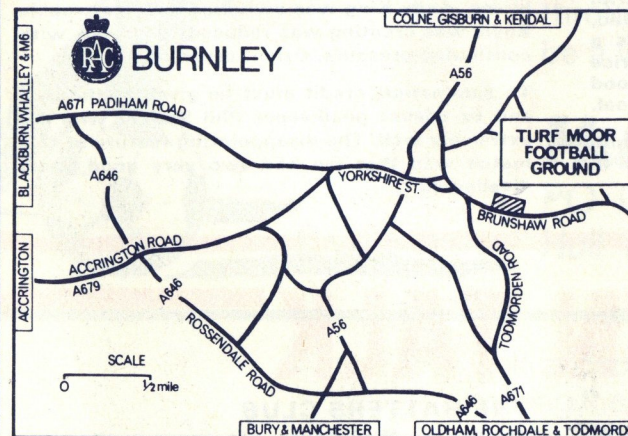 COLNE, GISBURN & KENDAL
BLACKBURN, WHALLEY & M6
RAC
BURNLEY
A56
A671 PADIHAM ROAD
TURF MOOR
FOOTBALL
GROUND
A646
YORKSHIRE ST.
BRUNSHAW ROAD
ACCRINGTON
ACCRINGTON ROAD
A679
TODMORDEN ROAD
A646
ROSSENDALE ROAD
A56
SCALE
0 1/2 mile
A646
A671
BURY & MANCHESTER
OLDHAM, ROCHDALE & TODMORD